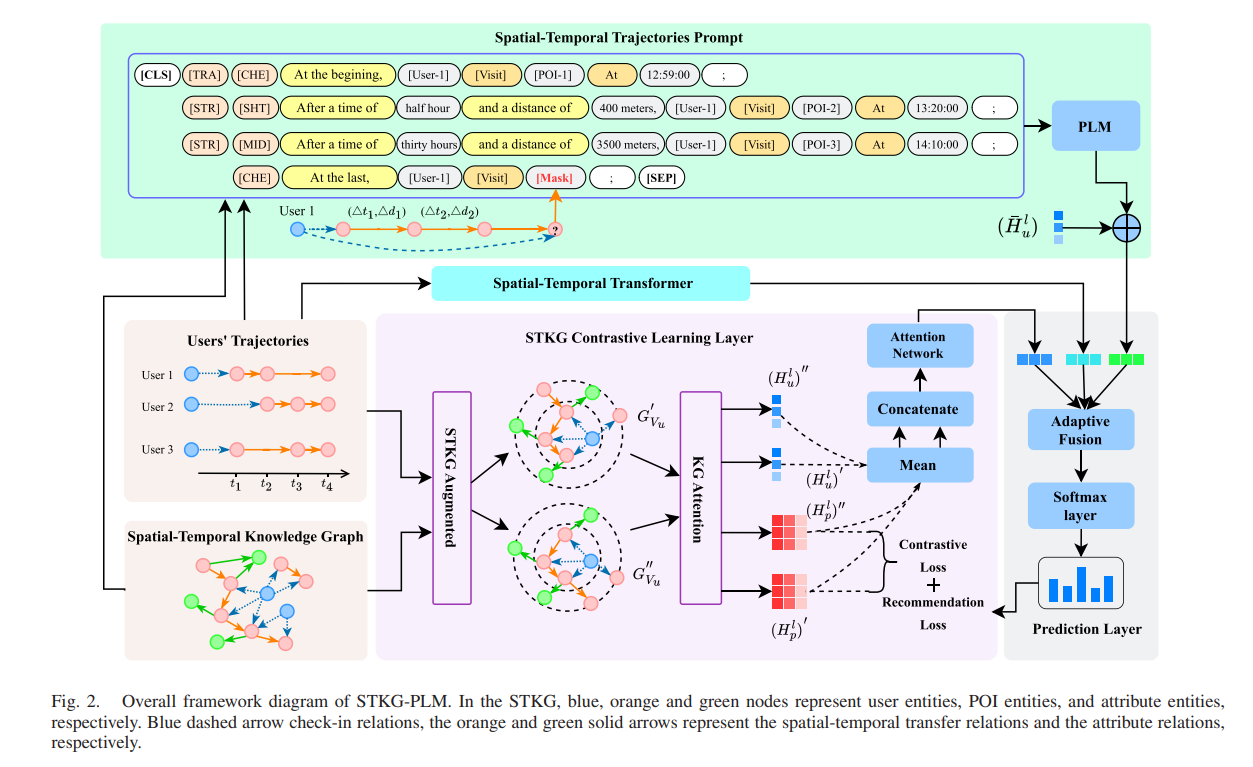 Spatial-Temporal Trajectories Prompt
[CLS] [TRA] [CHE] At the begining, [User-1] [Visit] [POI-1] At 12:59:00 ;
[STR] [SHT] After a time of half hour and a distance of 400 meters, [User-1] [Visit] [POI-2] At 13:20:00 ;
[STR] [MID] After a time of thirty hours and a distance of 3500 meters, [User-1] [Visit] [POI-3] At 14:10:00 ;
[CHE] At the last, [User-1] [Visit] [Mask] ; [SEP]
PLM
User 1 (△t₁,△d₁) (△t₂,△d₂)
?
(H̄ᵤˡ)
Spatial-Temporal Transformer
Users' Trajectories
User 1
User 2
User 3
t₁ t₂ t₃ t₄
Spatial-Temporal Knowledge Graph
STKG Contrastive Learning Layer
STKG Augmented
G′_{Vᵤ}
G″_{Vᵤ}
KG Attention
(Hᵤˡ)″
(Hᵤˡ)′
(Hₚˡ)″
(Hₚˡ)′
Attention
Network
Concatenate
Mean
Contrastive
Loss
+
Recommendation
Loss
Adaptive
Fusion
Softmax
layer
Prediction Layer
Fig. 2. Overall framework diagram of STKG-PLM. In the STKG, blue, orange and green nodes represent user entities, POI entities, and attribute entities,
respectively. Blue dashed arrow check-in relations, the orange and green solid arrows represent the spatial-temporal transfer relations and the attribute relations,
respectively.